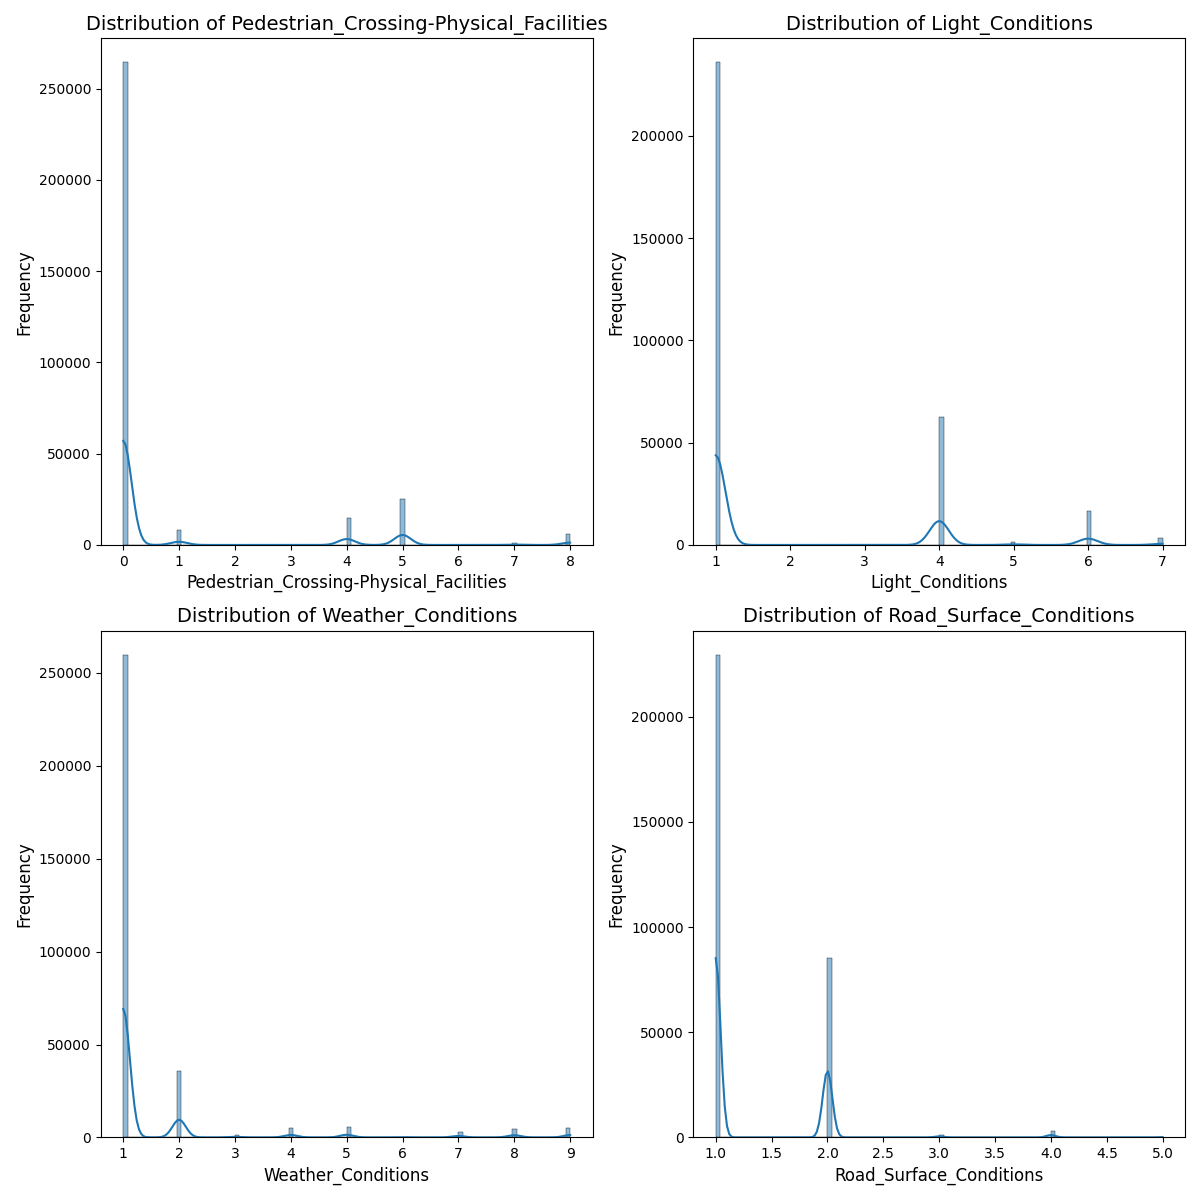 Distribution of Pedestrian_Crossing-Physical_Facilities
Frequency
250000
200000
150000
100000
50000
0
0 1 2 3 4 5 6 7 8
Pedestrian_Crossing-Physical_Facilities
Distribution of Light_Conditions
Frequency
200000
150000
100000
50000
0
1 2 3 4 5 6 7
Light_Conditions
Distribution of Weather_Conditions
Frequency
250000
200000
150000
100000
50000
0
1 2 3 4 5 6 7 8 9
Weather_Conditions
Distribution of Road_Surface_Conditions
Frequency
200000
150000
100000
50000
0
1.0 1.5 2.0 2.5 3.0 3.5 4.0 4.5 5.0
Road_Surface_Conditions